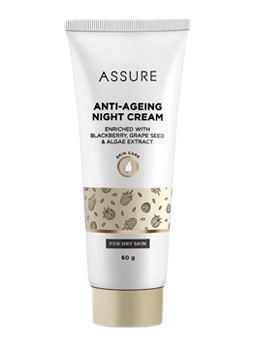 ASSURE
ANTI-AGEING
NIGHT CREAM
ENRICHED WITH
BLACKBERRY, GRAPE SEED
& ALGAE EXTRACT
SKIN CARE
FOR DRY SKIN
60 g